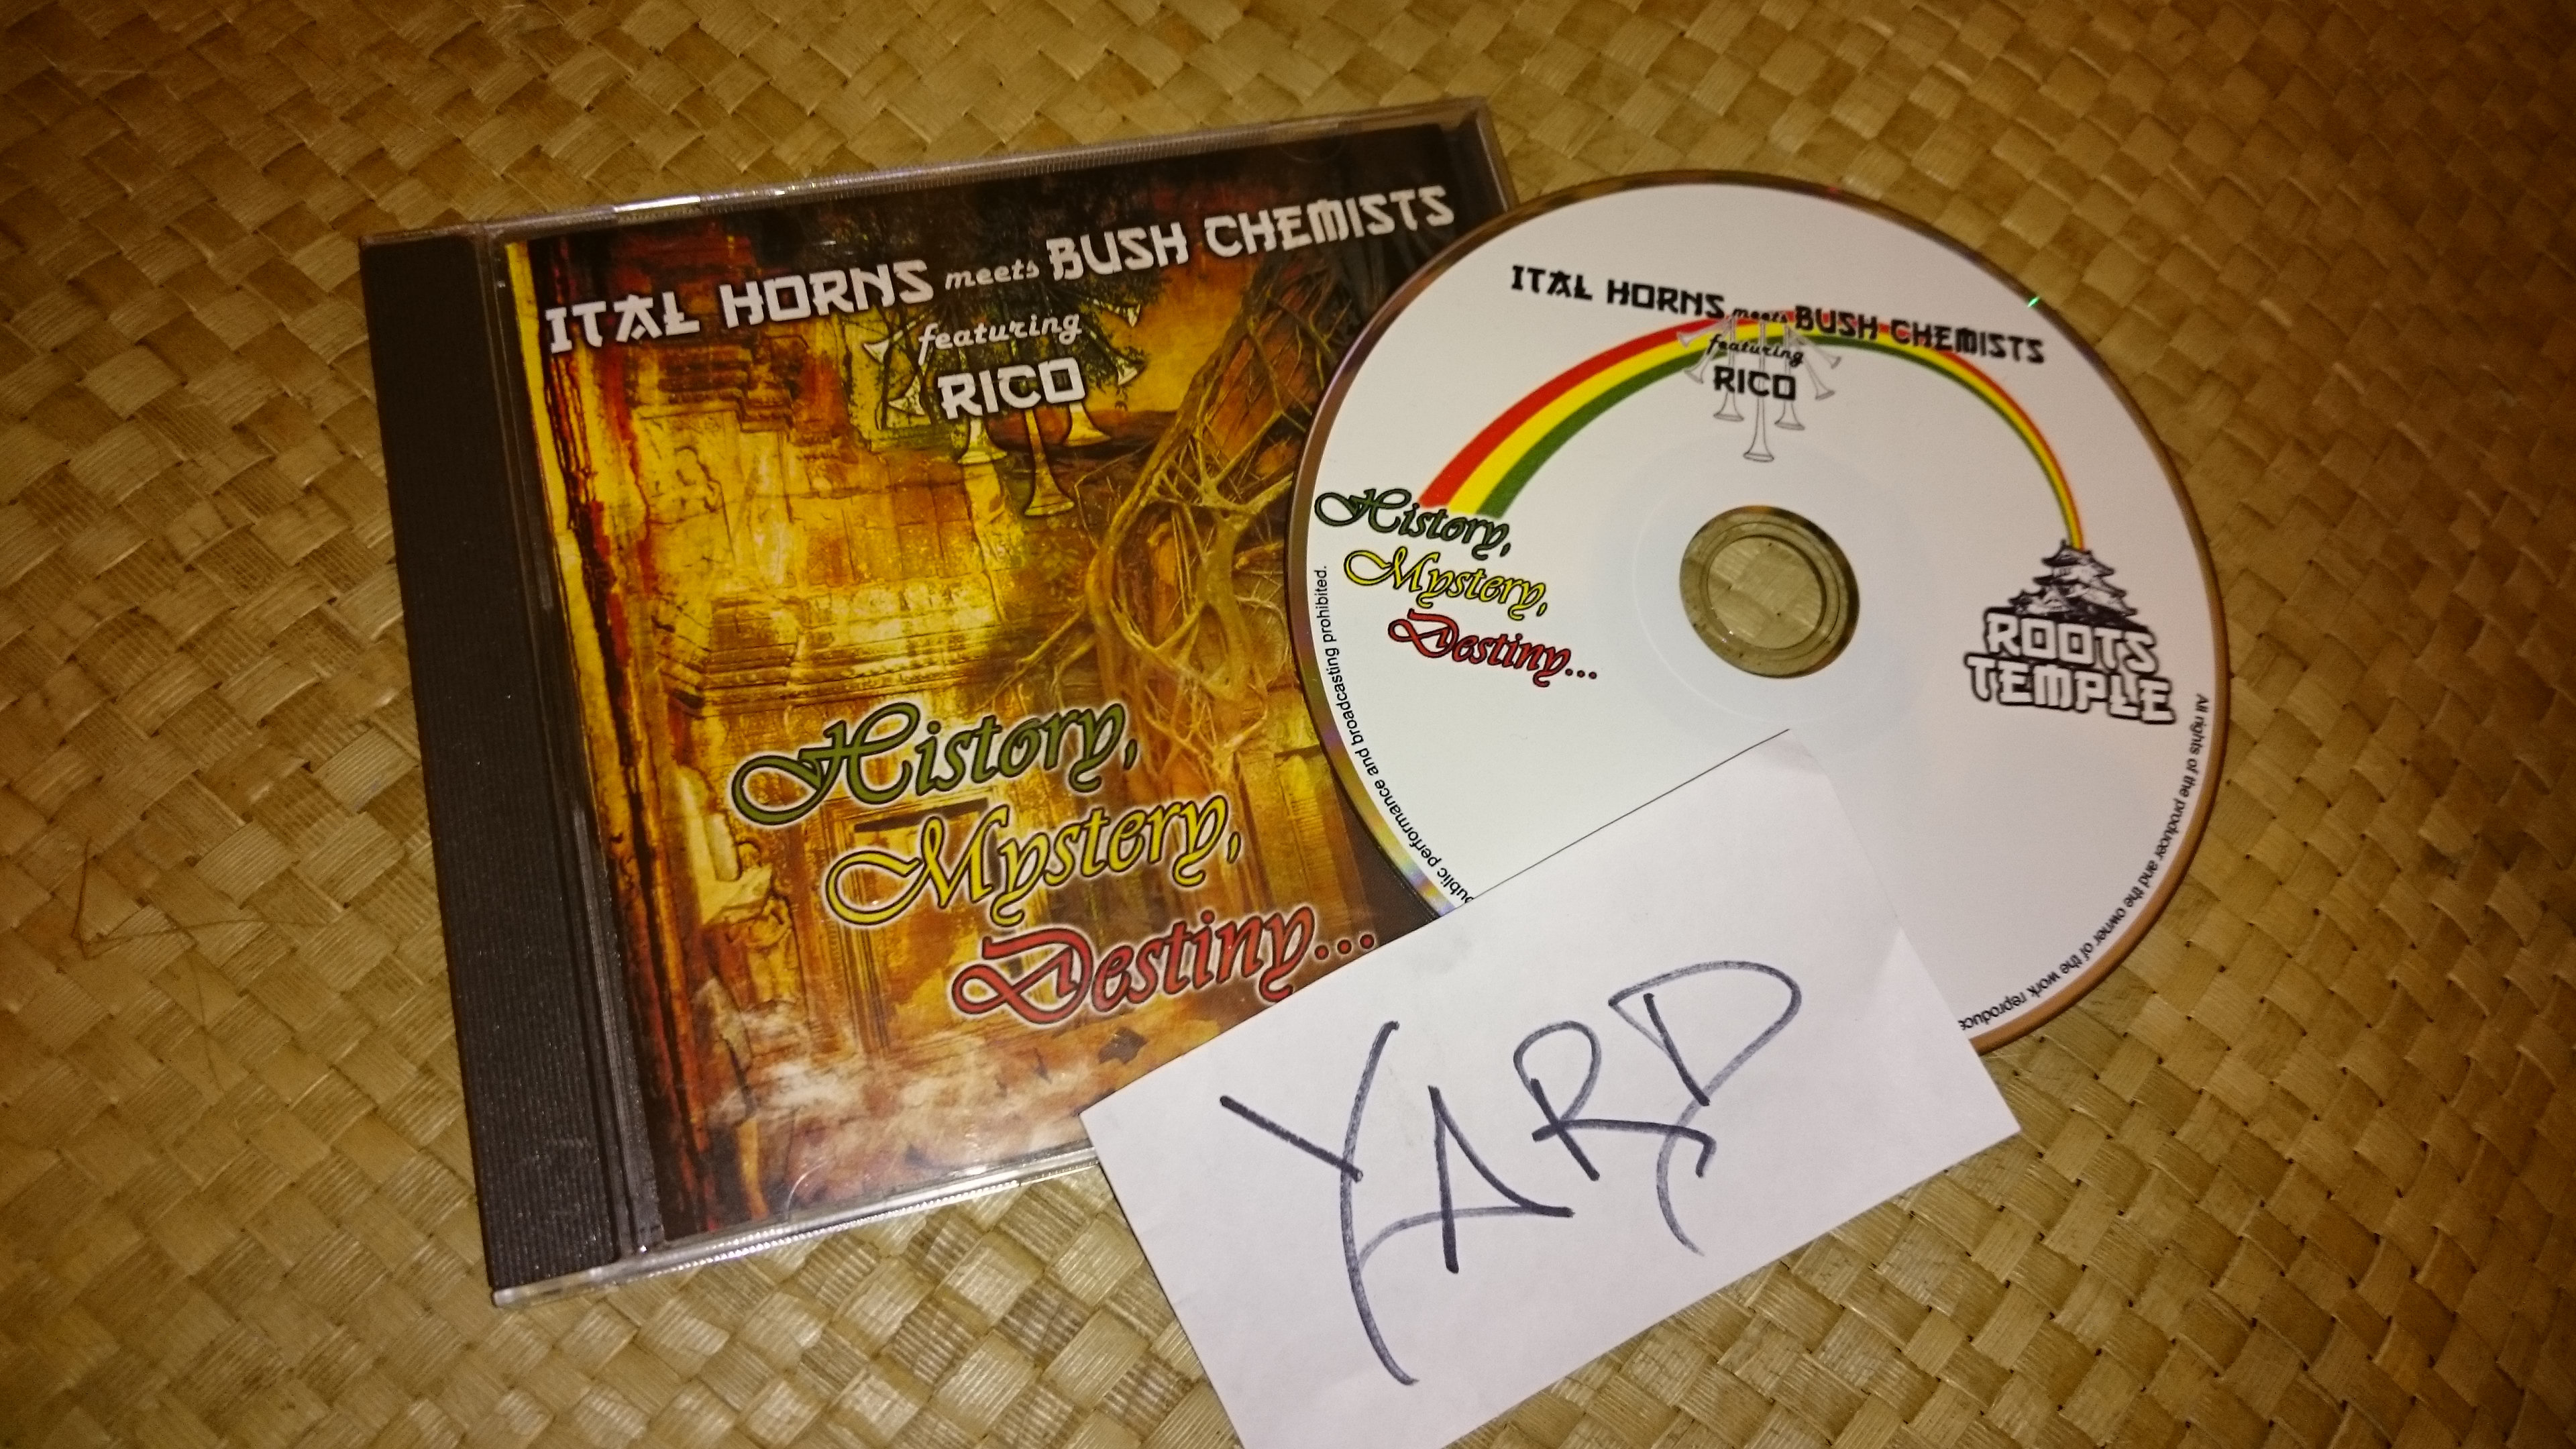 ITAL HORNS meets BUSH CHEMISTS
featuring
RICO
History,
Mystery,
Destiny...
ITAL HORNS meets BUSH CHEMISTS
featuring
RICO
History,
Mystery,
Destiny...
ROOTS
TEMPLE
All rights of the producer and the owner of the work
performance and broadcasting prohibited.
YARD